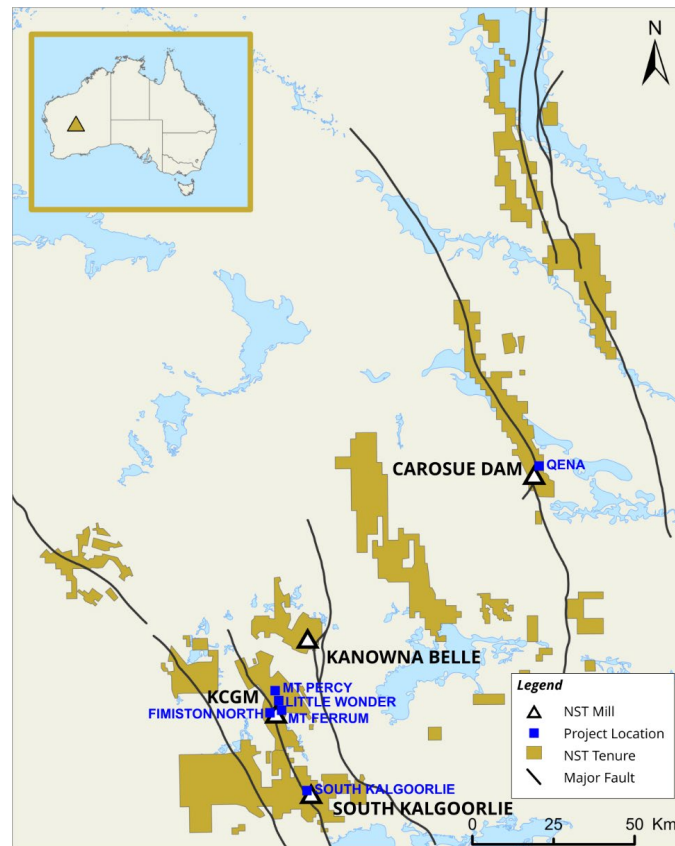 N
CAROSUE DAM
QENA
KANOWNA BELLE
MT PERCY
KCGM
LITTLE WONDER
FIMISTON NORTH
MT FERRUM
SOUTH KALGOORLIE
SOUTH KALGOORLIE
Legend
NST Mill
Project Location
NST Tenure
Major Fault
0 50 Km